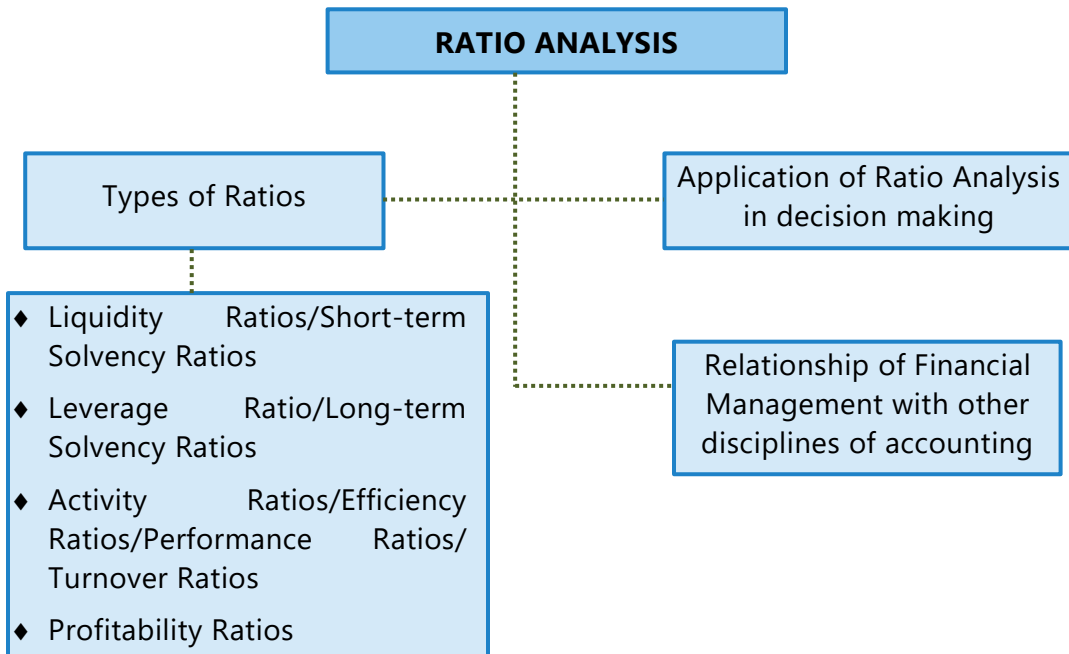 RATIO ANALYSIS
Types of Ratios
Application of Ratio Analysis
in decision making
♦ Liquidity Ratios/Short-term
Solvency Ratios
♦ Leverage Ratio/Long-term
Solvency Ratios
♦ Activity Ratios/Efficiency
Ratios/Performance Ratios/
Turnover Ratios
♦ Profitability Ratios
Relationship of Financial
Management with other
disciplines of accounting